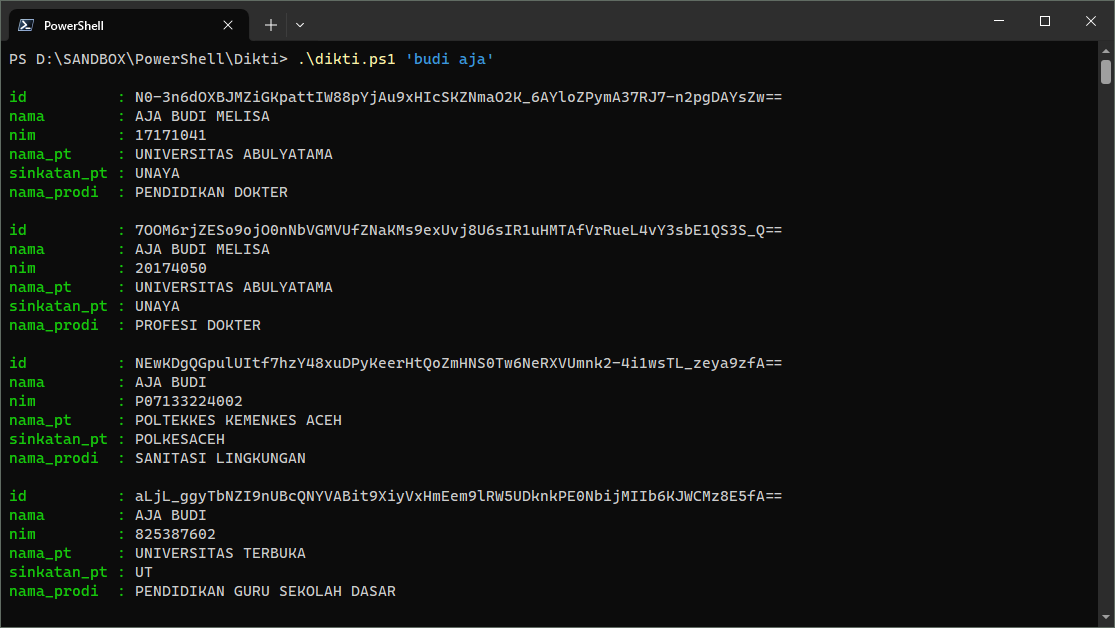 PowerShell
PS D:\SANDBOX\PowerShell\Dikti> .\dikti.ps1 'budi aja'
id : N0-3n6dOXBJMZiGKpattIW88pYjAu9xHIcSKZNmaO2K_6AYloZPymA37RJ7-n2pgDAYsZw==
nama : AJA BUDI MELISA
nim : 17171041
nama_pt : UNIVERSITAS ABULYATAMA
sinkatan_pt : UNAYA
nama_prodi : PENDIDIKAN DOKTER
id : 7OOM6rjZESo9ojO0nNbVGMVUfZNaKMs9exUvj8U6sIR1uHMTAfVrRueL4vY3sbE1QS3S_Q==
nama : AJA BUDI MELISA
nim : 20174050
nama_pt : UNIVERSITAS ABULYATAMA
sinkatan_pt : UNAYA
nama_prodi : PROFESI DOKTER
id : NEwKDgQGpulUItf7hzY48xuDPyKeerHtQoZmHNS0Tw6NeRXVUmnk2-4i1wsTL_zeya9zfA==
nama : AJA BUDI
nim : P07133224002
nama_pt : POLTEKKES KEMENKES ACEH
sinkatan_pt : POLKESACEH
nama_prodi : SANITASI LINGKUNGAN
id : aLjL_ggyTbNZI9nUBcQNYVABit9XiyVxHmEem9lRW5UDknkPE0NbijMIIb6KJWCMz8E5fA==
nama : AJA BUDI
nim : 825387602
nama_pt : UNIVERSITAS TERBUKA
sinkatan_pt : UT
nama_prodi : PENDIDIKAN GURU SEKOLAH DASAR